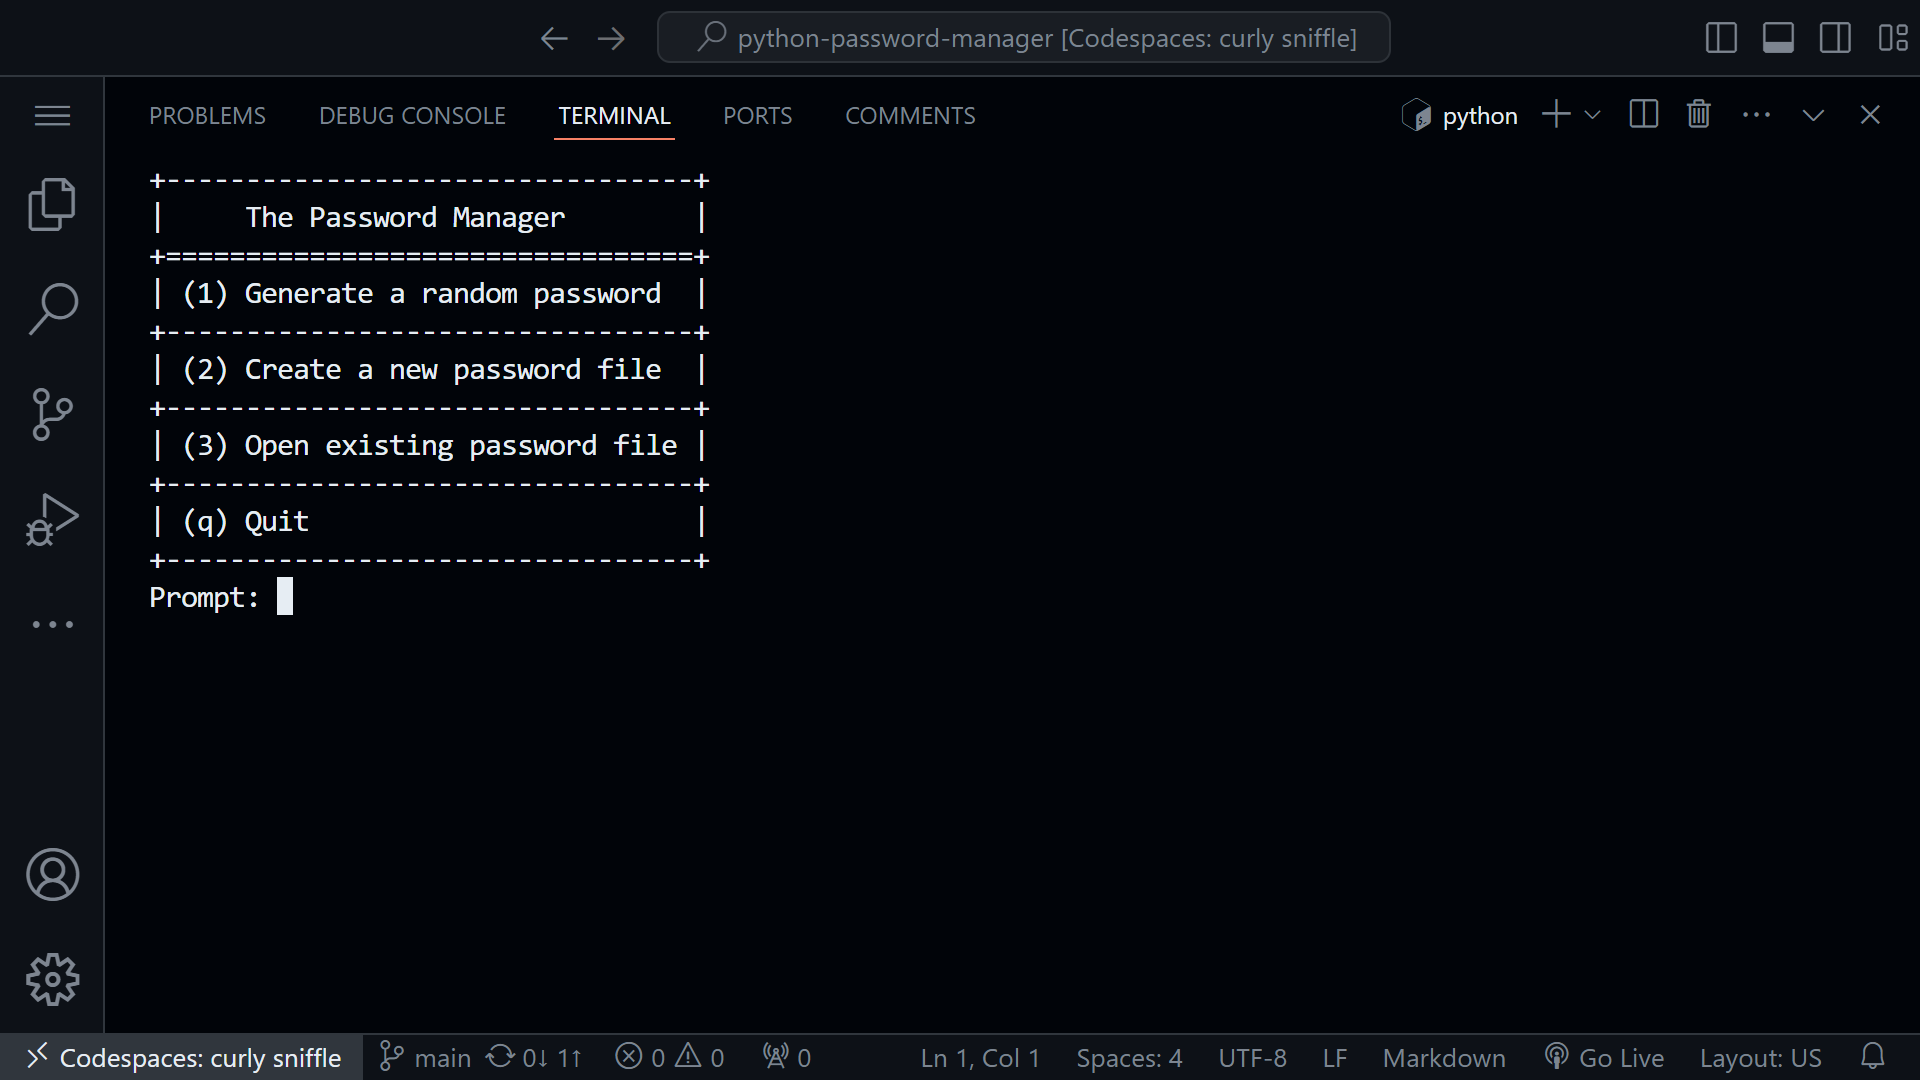 python-password-manager [Codespaces: curly sniffle]
PROBLEMS DEBUG CONSOLE TERMINAL PORTS COMMENTS python
+---------------------------------+
|     The Password Manager        |
+=================================+
| (1) Generate a random password  |
+---------------------------------+
| (2) Create a new password file  |
+---------------------------------+
| (3) Open existing password file |
+---------------------------------+
| (q) Quit                        |
+---------------------------------+
Prompt:
Codespaces: curly sniffle main 0↓ 1↑ 0 0 0 Ln 1, Col 1 Spaces: 4 UTF-8 LF Markdown Go Live Layout: US